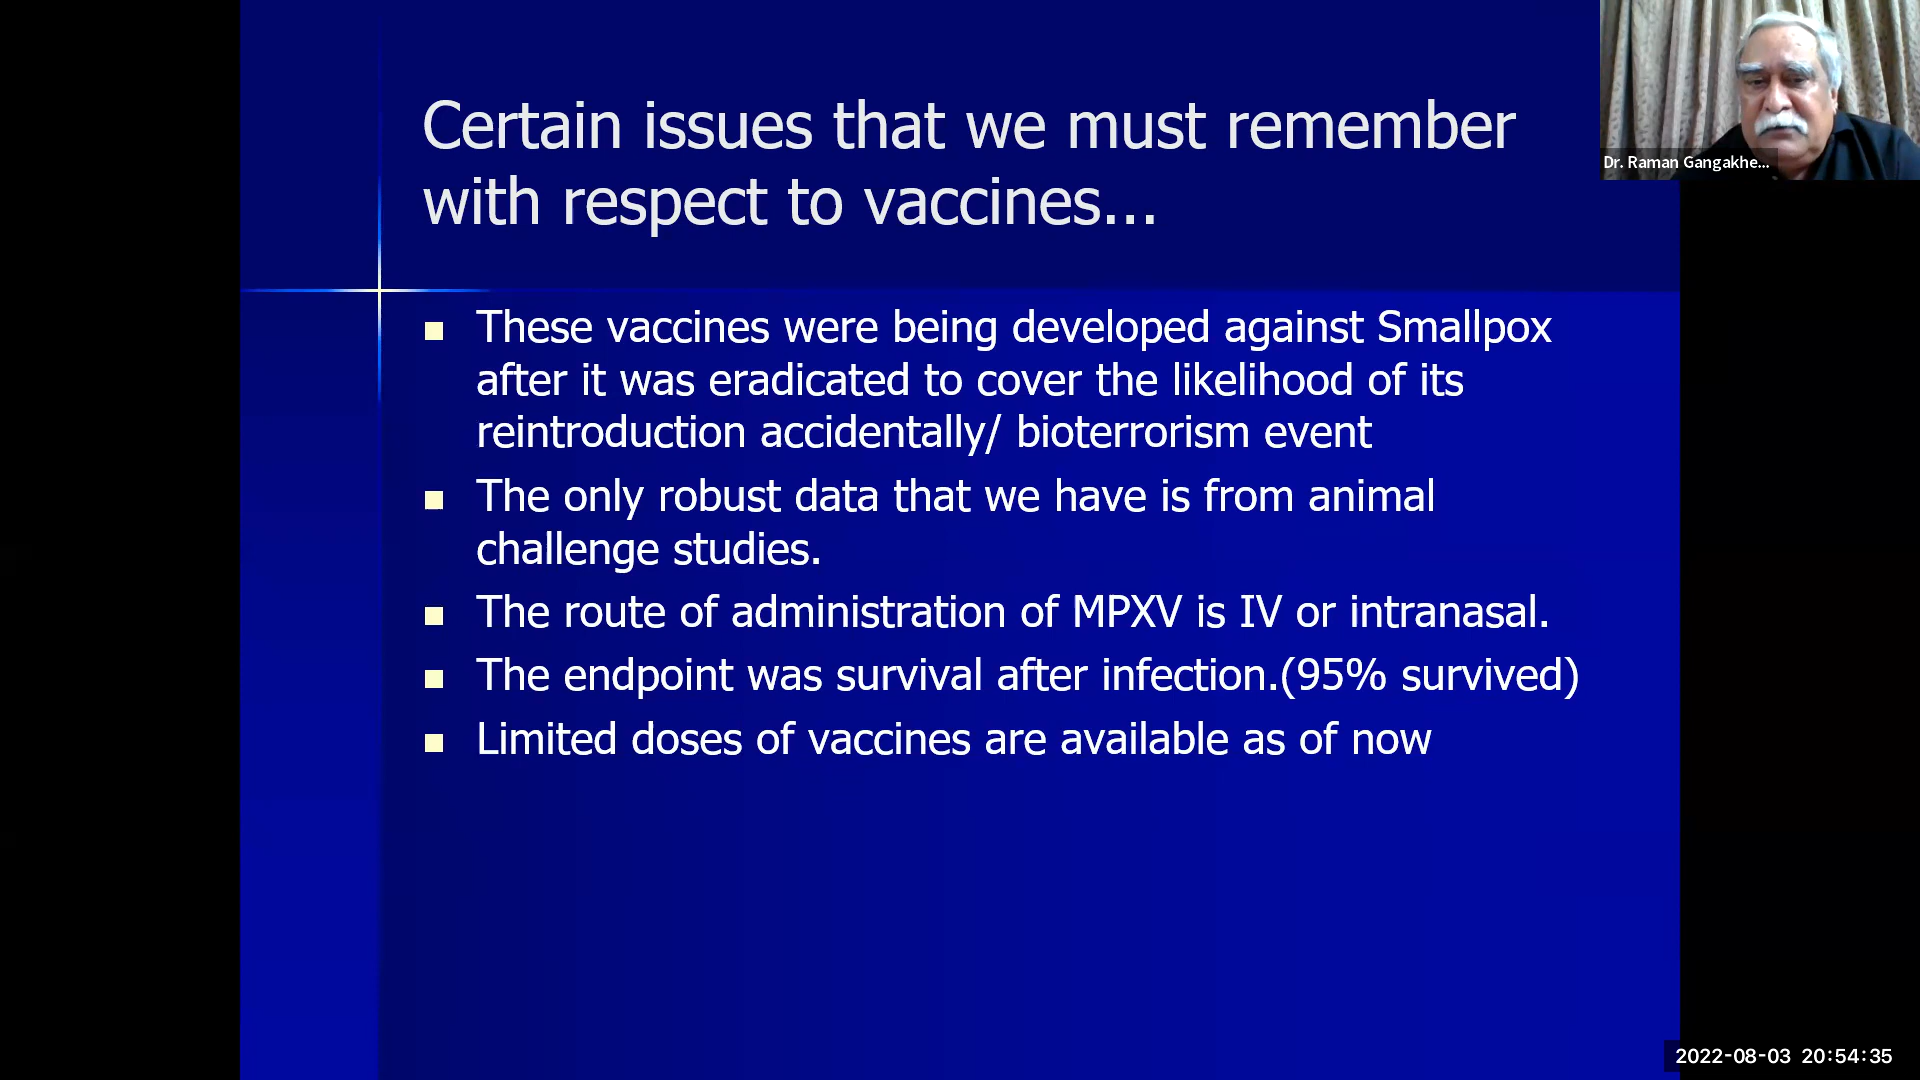 Certain issues that we must remember
with respect to vaccines...
These vaccines were being developed against Smallpox
after it was eradicated to cover the likelihood of its
reintroduction accidentally/ bioterrorism event
The only robust data that we have is from animal
challenge studies.
The route of administration of MPXV is IV or intranasal.
The endpoint was survival after infection.(95% survived)
Limited doses of vaccines are available as of now
Dr. Raman Gangakhe...
2022-08-03 20:54:35